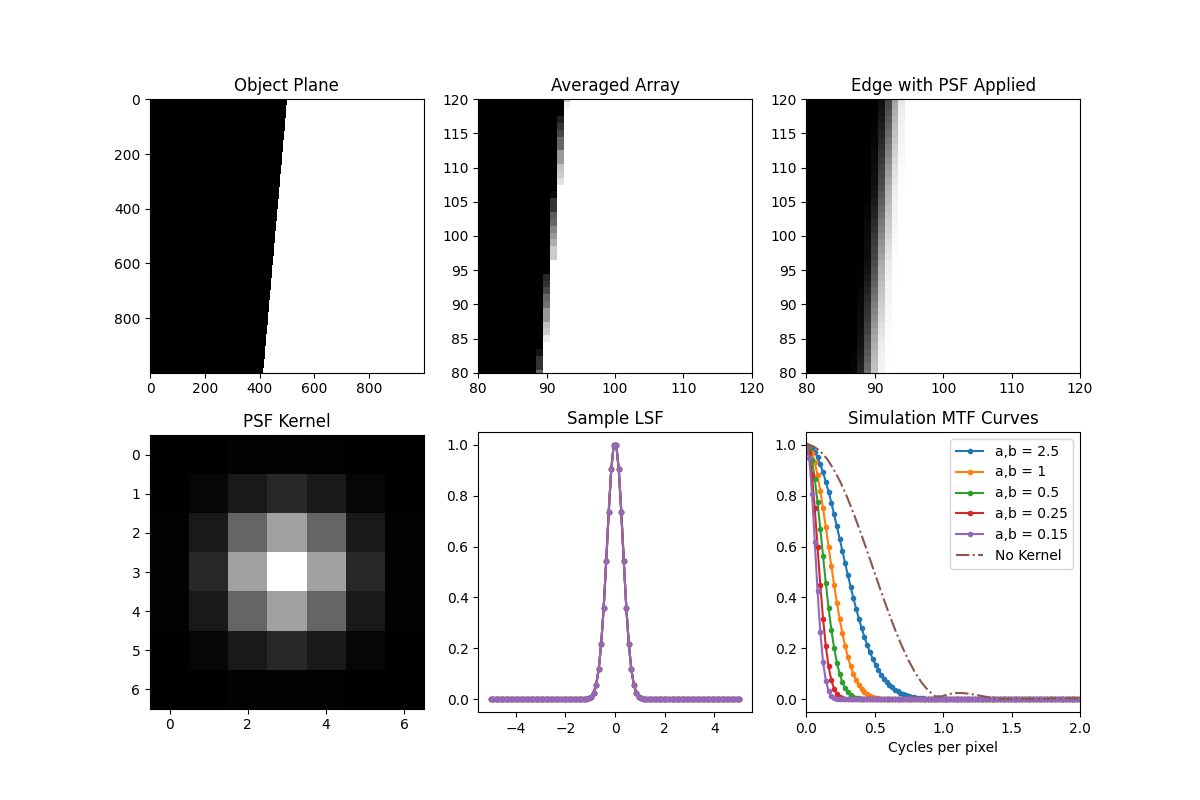 Object Plane
0
200
400
600
800
0 200 400 600 800
Averaged Array
120
115
110
105
100
95
90
85
80
80 90 100 110 120
Edge with PSF Applied
120
115
110
105
100
95
90
85
80
80 90 100 110 120
PSF Kernel
0
1
2
3
4
5
6
0 2 4 6
Sample LSF
1.0
0.8
0.6
0.4
0.2
0.0
−4 −2 0 2 4
Simulation MTF Curves
1.0
0.8
0.6
0.4
0.2
0.0
a,b = 2.5
a,b = 1
a,b = 0.5
a,b = 0.25
a,b = 0.15
No Kernel
0.0 0.5 1.0 1.5 2.0
Cycles per pixel